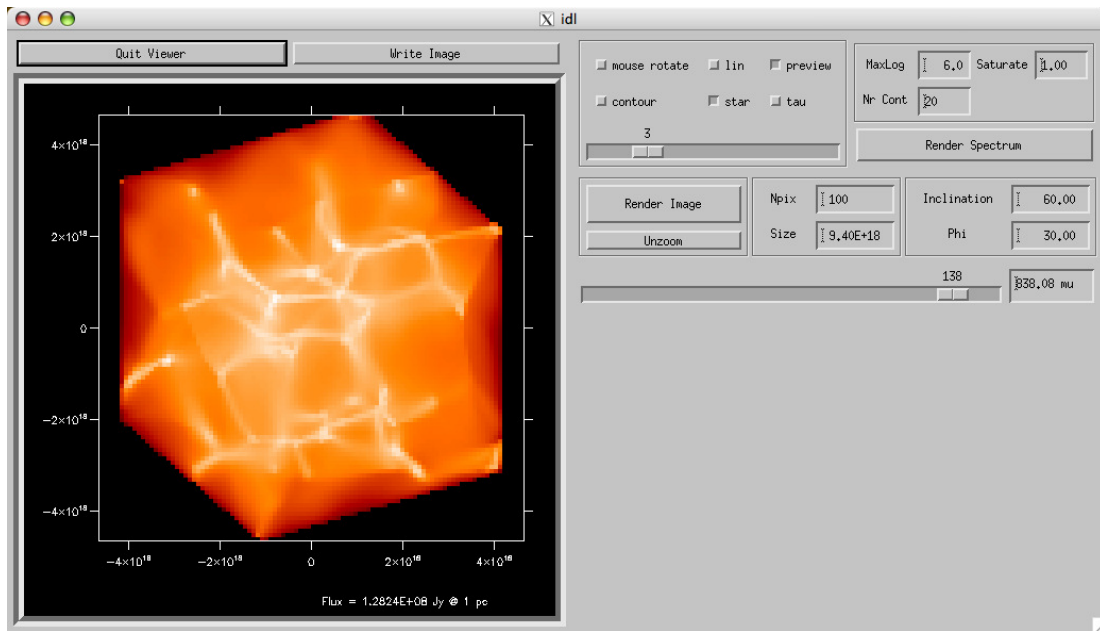 idl
Quit Viewer
Write Image
4×10¹⁸
2×10¹⁸
0
−2×10¹⁸
−4×10¹⁸
−4×10¹⁸ −2×10¹⁸ 0 2×10¹⁸ 4×10¹⁸
Flux = 1.2824E+08 Jy @ 1 pc
mouse rotate lin preview
contour star tau
3
MaxLog 6.0 Saturate 1.00
Nr Cont 20
Render Spectrum
Render Image
Unzoom
Npix 100
Size 9.40E+18
Inclination 60.00
Phi 30.00
138
838.08 mu